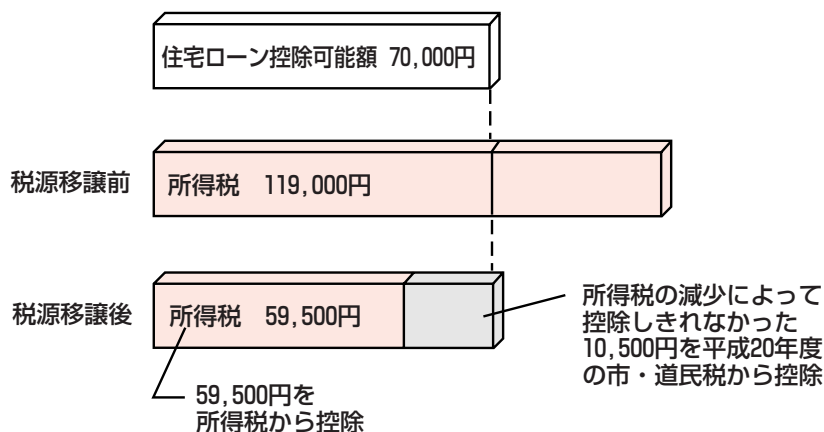 住宅ローン控除可能額 70,000円
税源移譲前
所得税 119,000円
税源移譲後
所得税 59,500円
59,500円を
所得税から控除
所得税の減少によって
控除しきれなかった
10,500円を平成20年度
の市・道民税から控除